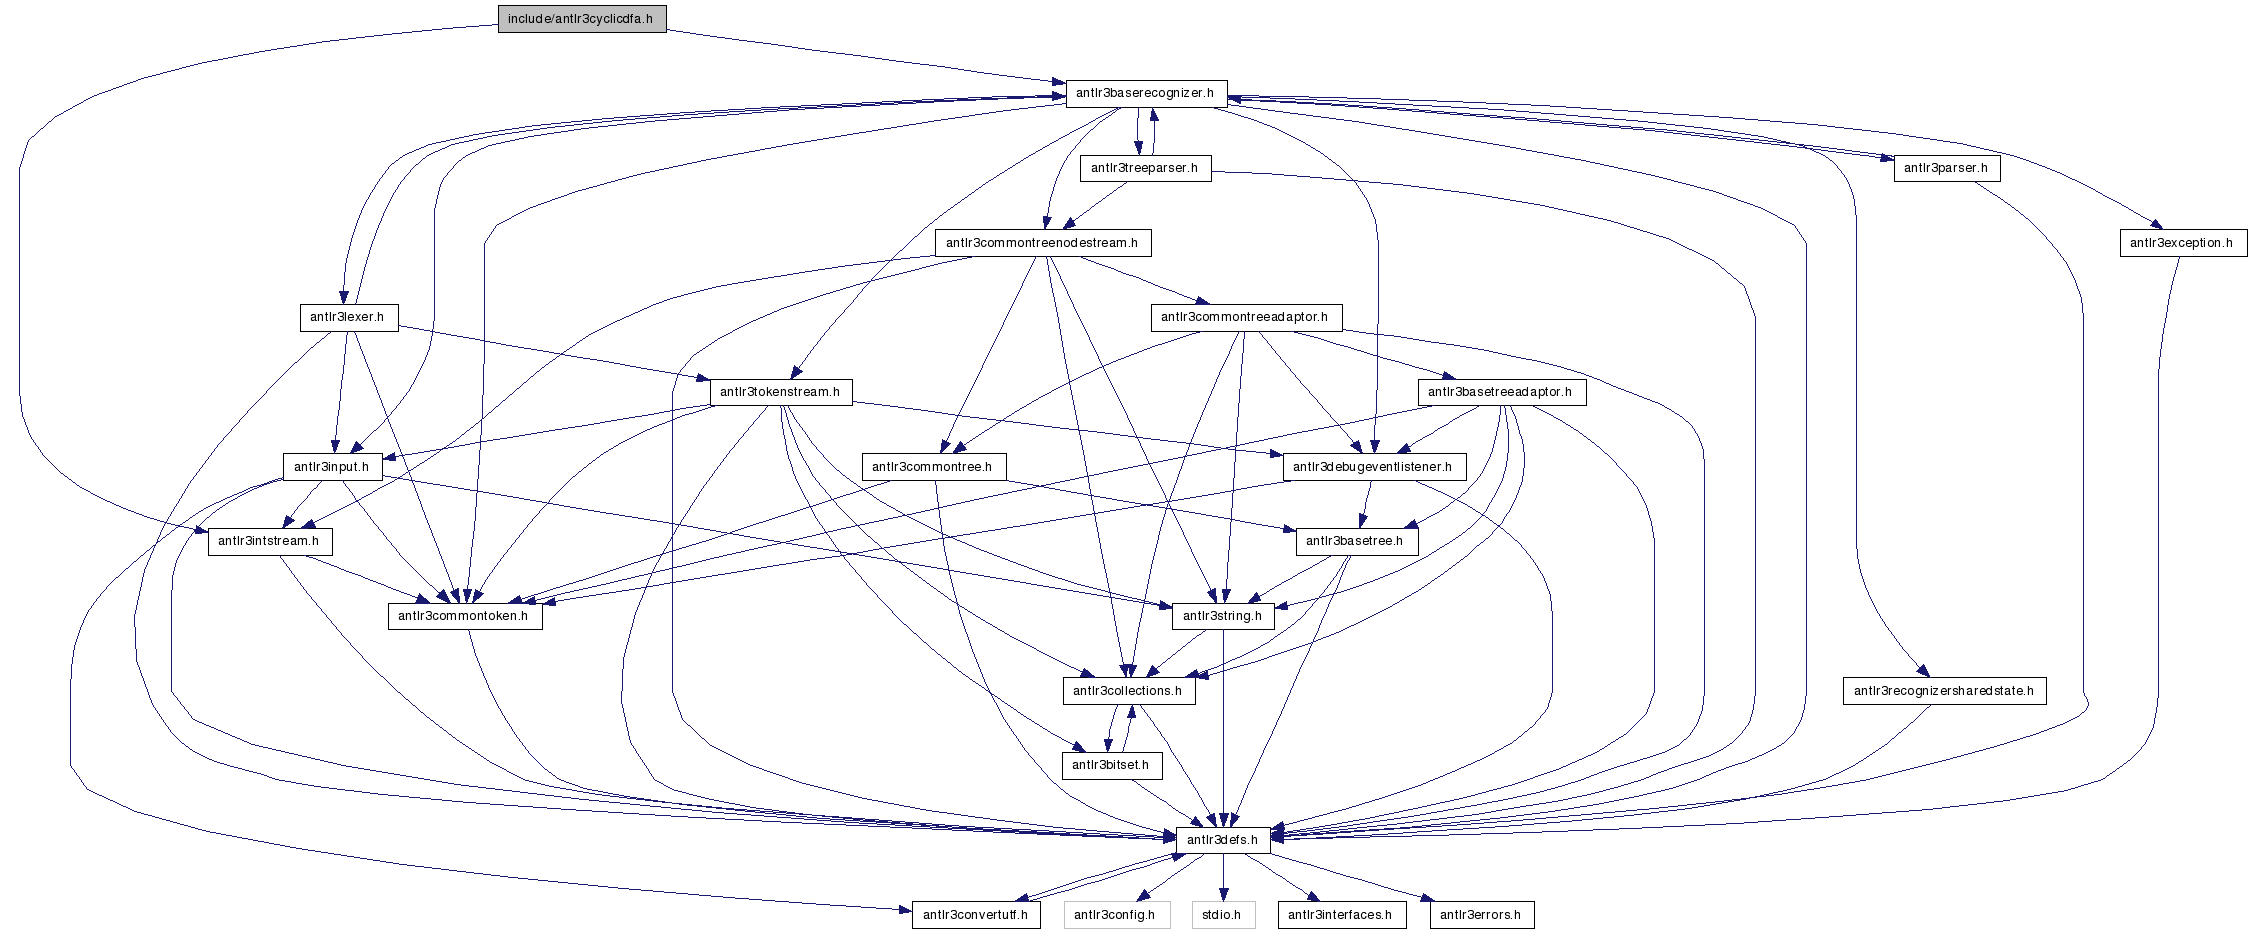 include/antlr3cyclicdfa.h
antlr3baserecognizer.h
antlr3treeparser.h
antlr3parser.h
antlr3commontreenodestream.h
antlr3exception.h
antlr3lexer.h
antlr3commontreeadaptor.h
antlr3tokenstream.h
antlr3basetreeadaptor.h
antlr3input.h
antlr3commontree.h
antlr3debugeventlistener.h
antlr3intstream.h
antlr3basetree.h
antlr3commontoken.h
antlr3string.h
antlr3collections.h
antlr3recognizersharedstate.h
antlr3bitset.h
antlr3defs.h
antlr3convertutf.h
antlr3config.h
stdio.h
antlr3interfaces.h
antlr3errors.h